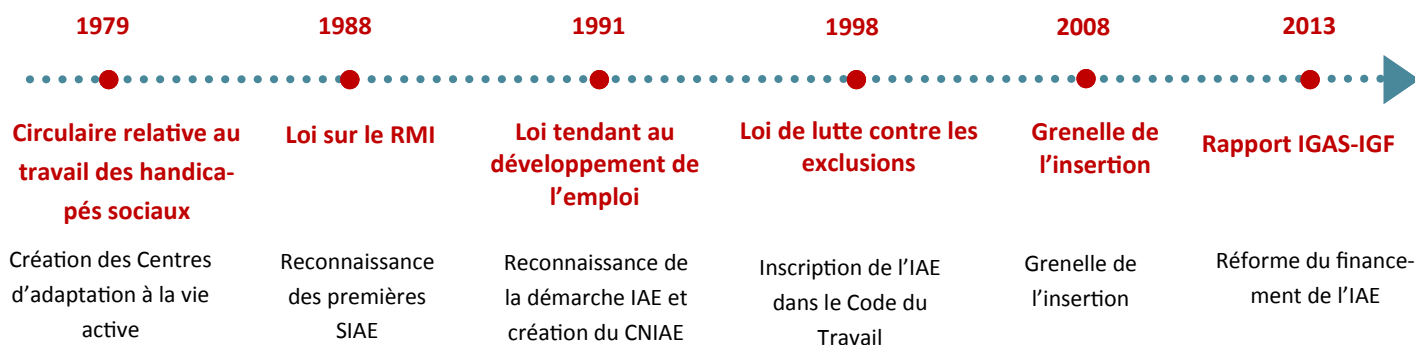 1979
1988
1991
1998
2008
2013
Circulaire relative au
travail des handica-
pés sociaux
Loi sur le RMI
Loi tendant au
développement de
l’emploi
Loi de lutte contre les
exclusions
Grenelle de
l’insertion
Rapport IGAS-IGF
Création des Centres
d’adaptation à la vie
active
Reconnaissance
des premières
SIAE
Reconnaissance de
la démarche IAE et
création du CNIAE
Inscription de l’IAE
dans le Code du
Travail
Grenelle de
l’insertion
Réforme du finance-
ment de l’IAE